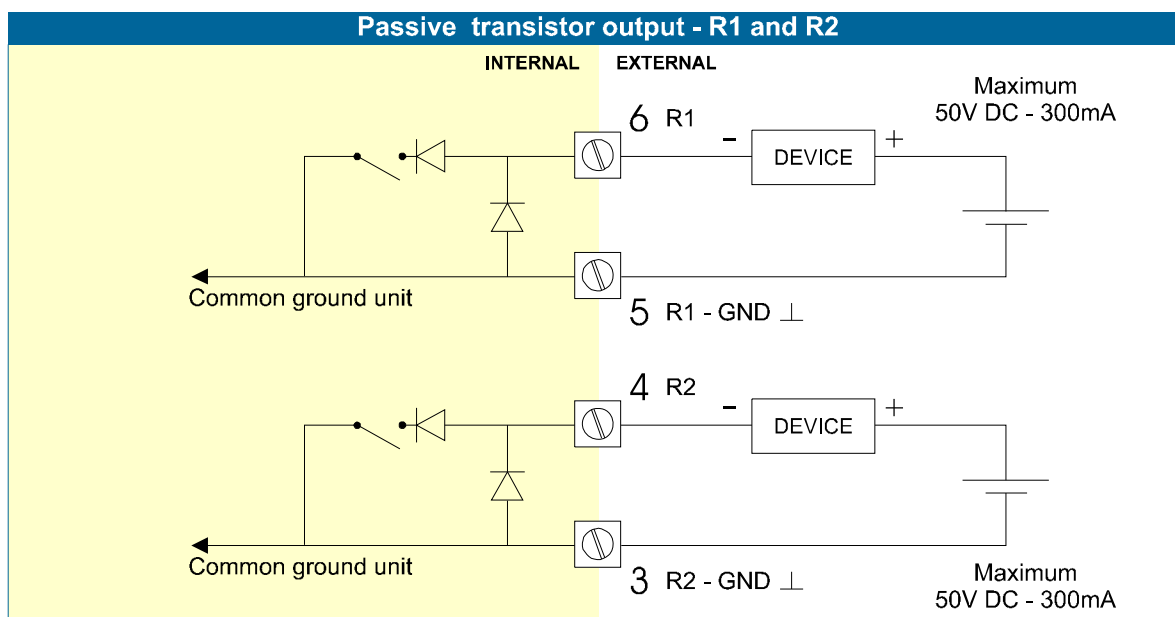 Passive transistor output - R1 and R2
INTERNAL EXTERNAL
Maximum
50V DC - 300mA
6 R1
- DEVICE +
Common ground unit
5 R1 - GND ⊥
4 R2
- DEVICE +
Common ground unit
3 R2 - GND ⊥
Maximum
50V DC - 300mA